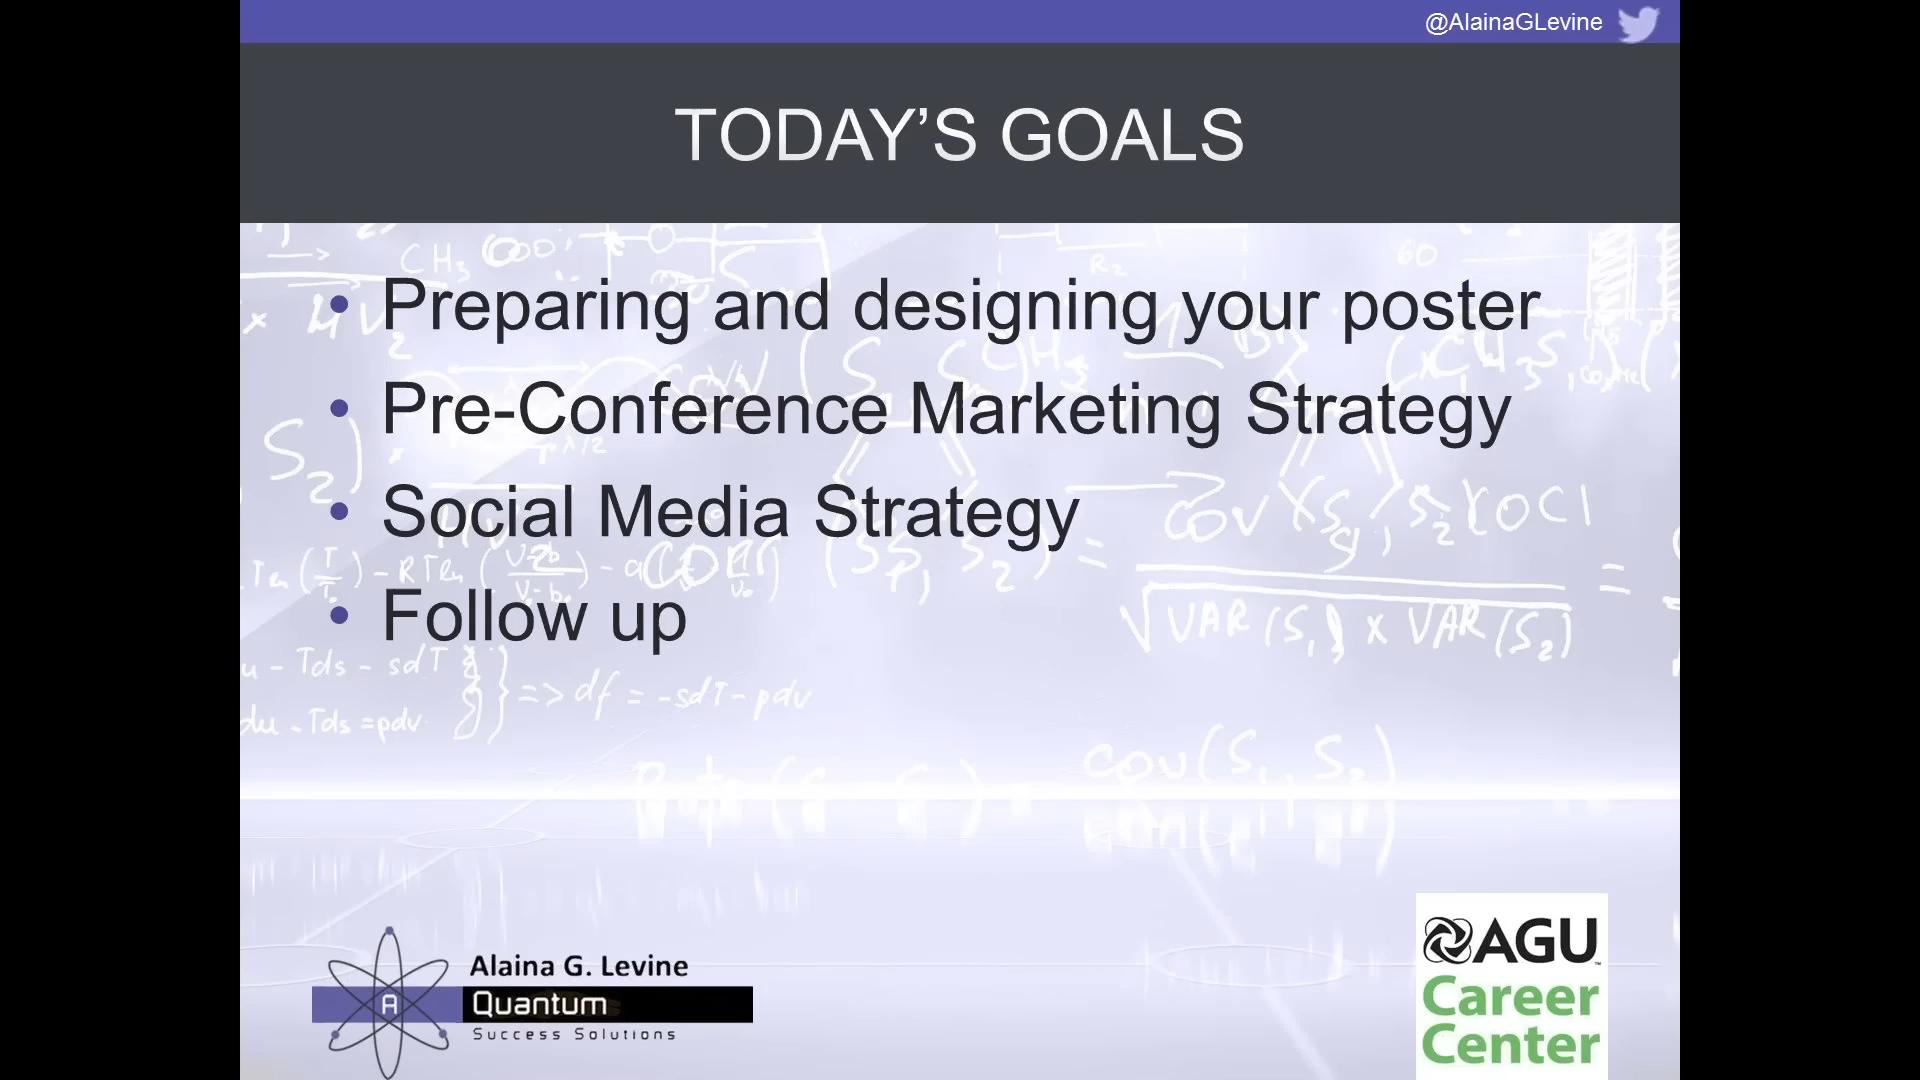 @AlainaGLevine
TODAY’S GOALS
• Preparing and designing your poster
• Pre-Conference Marketing Strategy
• Social Media Strategy
• Follow up
A
Alaina G. Levine
Quantum
Success Solutions
AGU
Career
Center